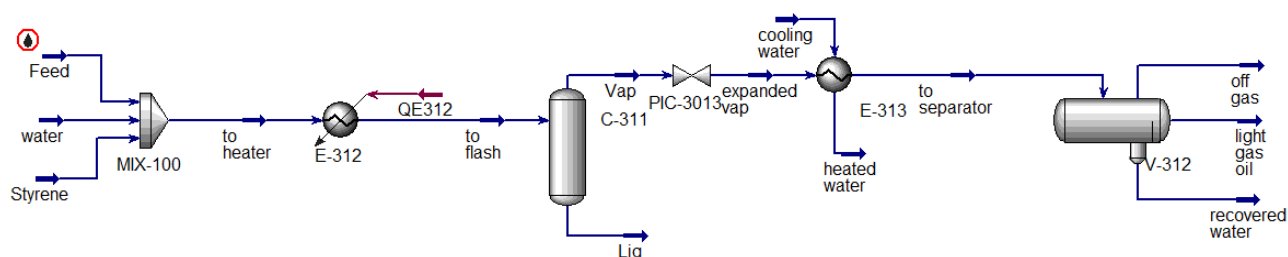 Feed
water
Styrene
MIX-100
to
heater
E-312
QE312
to
flash
Vap
C-311
Liq
PIC-3013
expanded
vap
cooling
water
E-313
heated
water
to
separator
V-312
off
gas
light
gas
oil
recovered
water